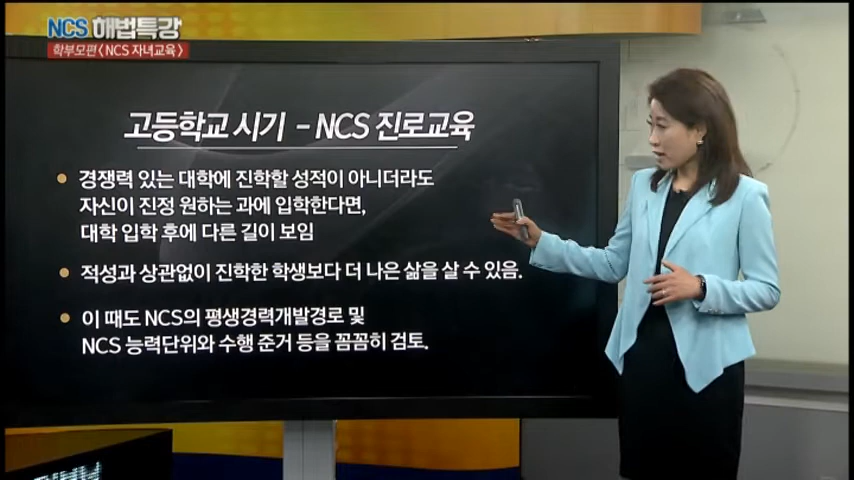 NCS 해법특강
학부모편<NCS 자녀교육>
고등학교 시기 - NCS 진로교육
경쟁력 있는 대학에 진학할 성적이 아니더라도
자신이 진정 원하는 과에 입학한다면,
대학 입학 후에 다른 길이 보임
적성과 상관없이 진학한 학생보다 더 나은 삶을 살 수 있음.
이 때도 NCS의 평생경력개발경로 및
NCS 능력단위와 수행 준거 등을 꼼꼼히 검토.